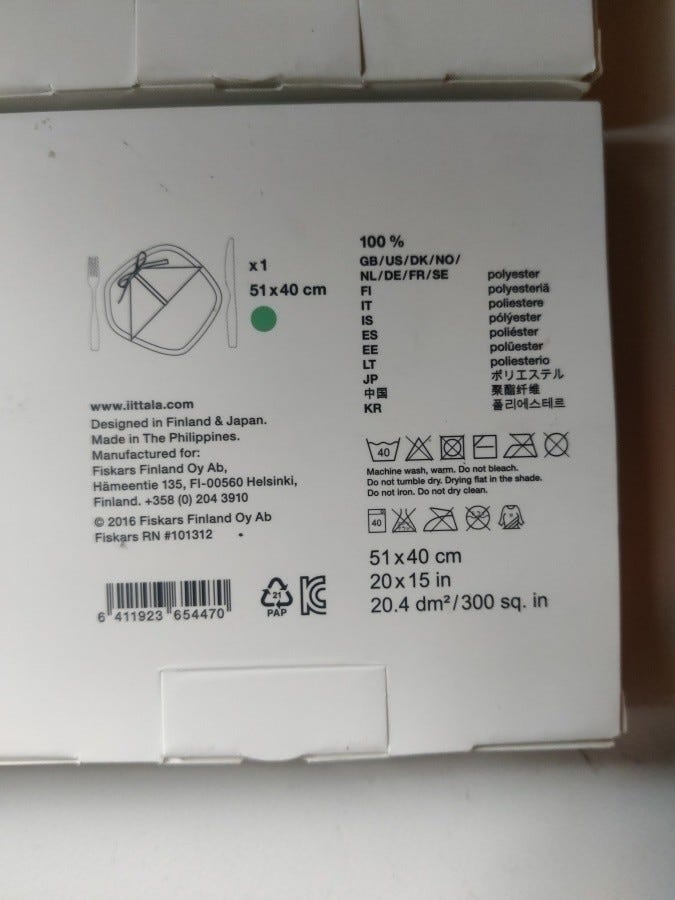 x 1
51 x 40 cm
www.iittala.com
Designed in Finland & Japan.
Made in The Philippines.
Manufactured for:
Fiskars Finland Oy Ab,
Hämeentie 135, FI-00560 Helsinki,
Finland. +358 (0) 204 3910
© 2016 Fiskars Finland Oy Ab
Fiskars RN #101312
6 411923 654470
21
PAP
100 %
GB/US/DK/NO/
NL/DE/FR/SE polyester
FI polyesteriä
IT poliestere
IS pólýester
ES poliéster
EE polüester
LT poliesterio
JP ポリエステル
中国 聚酯纤维
KR 폴리에스테르
40
Machine wash, warm. Do not bleach.
Do not tumble dry. Drying flat in the shade.
Do not iron. Do not dry clean.
40
51 x 40 cm
20 x 15 in
20.4 dm²/300 sq. in